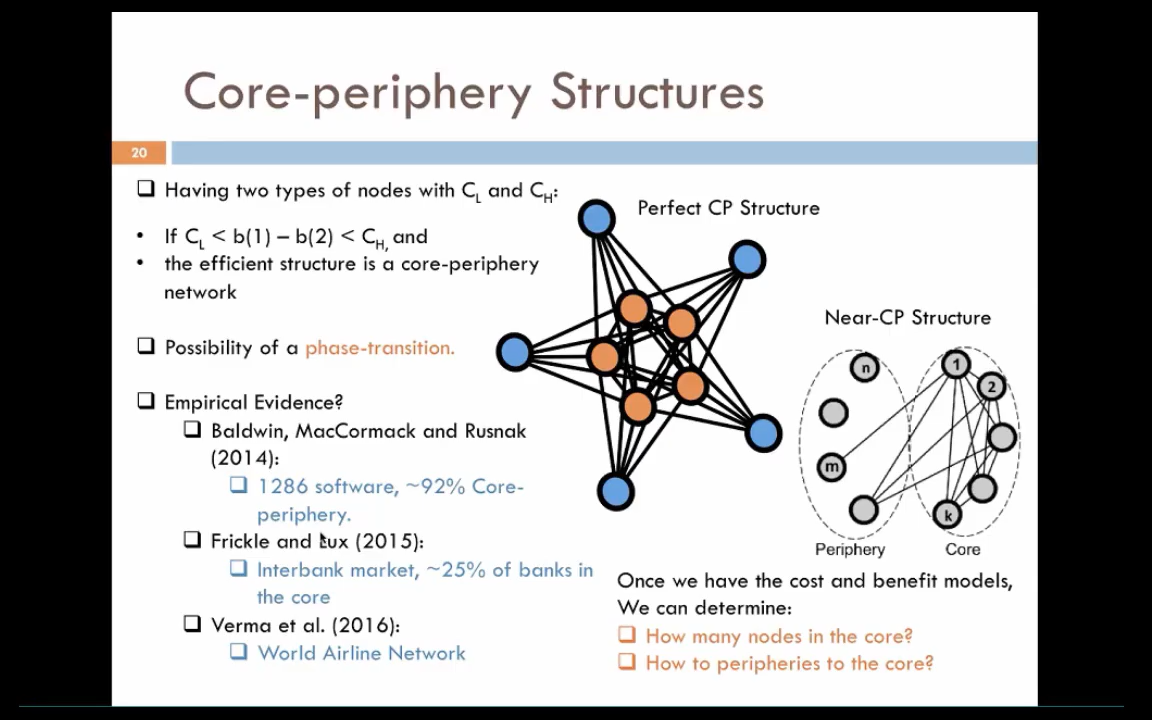 Core-periphery Structures
20
❑ Having two types of nodes with C_L and C_H:
• If C_L < b(1) – b(2) < C_H, and
• the efficient structure is a core-periphery
network
❑ Possibility of a phase-transition.
❑ Empirical Evidence?
❑ Baldwin, MacCormack and Rusnak
(2014):
❑ 1286 software, ~92% Core-
periphery.
❑ Frickle and Lux (2015):
❑ Interbank market, ~25% of banks in
the core
❑ Verma et al. (2016):
❑ World Airline Network
Perfect CP Structure
Near-CP Structure
n
1
2
m
k
Periphery
Core
Once we have the cost and benefit models,
We can determine:
❑ How many nodes in the core?
❑ How to peripheries to the core?